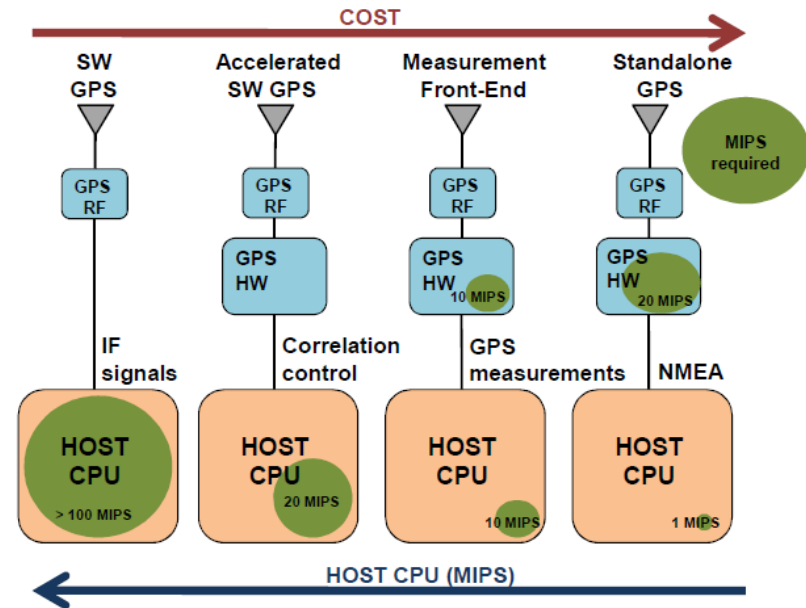 COST
SW
GPS
Accelerated
SW GPS
Measurement
Front-End
Standalone
GPS
MIPS
required
GPS
RF
GPS
RF
GPS
RF
GPS
RF
GPS
HW
GPS
HW
10 MIPS
GPS
HW
20 MIPS
IF
signals
Correlation
control
GPS
measurements
NMEA
HOST
CPU
> 100 MIPS
HOST
CPU
20 MIPS
HOST
CPU
10 MIPS
HOST
CPU
1 MIPS
HOST CPU (MIPS)